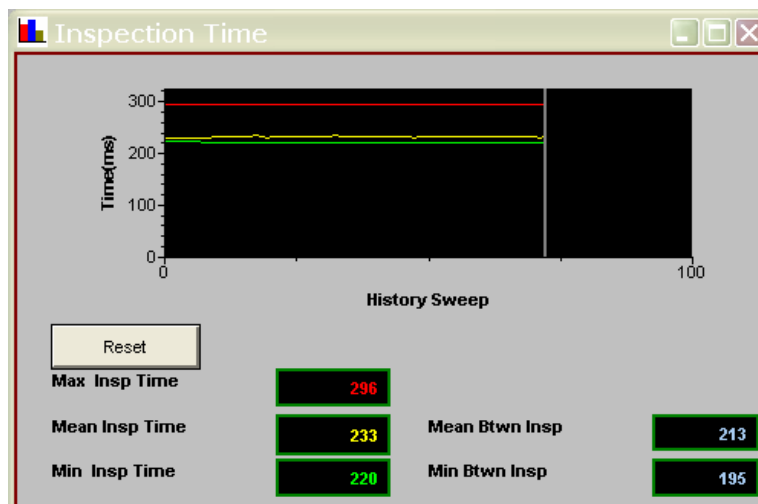 Inspection Time
300
200
100
0
Time(ms)
0 100
History Sweep
Reset
Max Insp Time 296
Mean Insp Time 233 Mean Btwn Insp 213
Min Insp Time 220 Min Btwn Insp 195